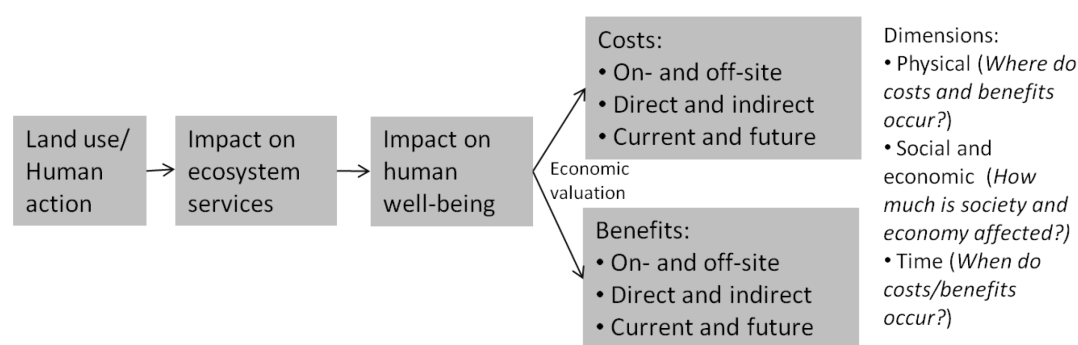 Land use/
Human
action
Impact on
ecosystem
services
Impact on
human
well-being
Economic
valuation
Costs:
• On- and off-site
• Direct and indirect
• Current and future
Benefits:
• On- and off-site
• Direct and indirect
• Current and future
Dimensions:
• Physical (Where do
costs and benefits
occur?)
• Social and
economic (How
much is society and
economy affected?)
• Time (When do
costs/benefits
occur?)